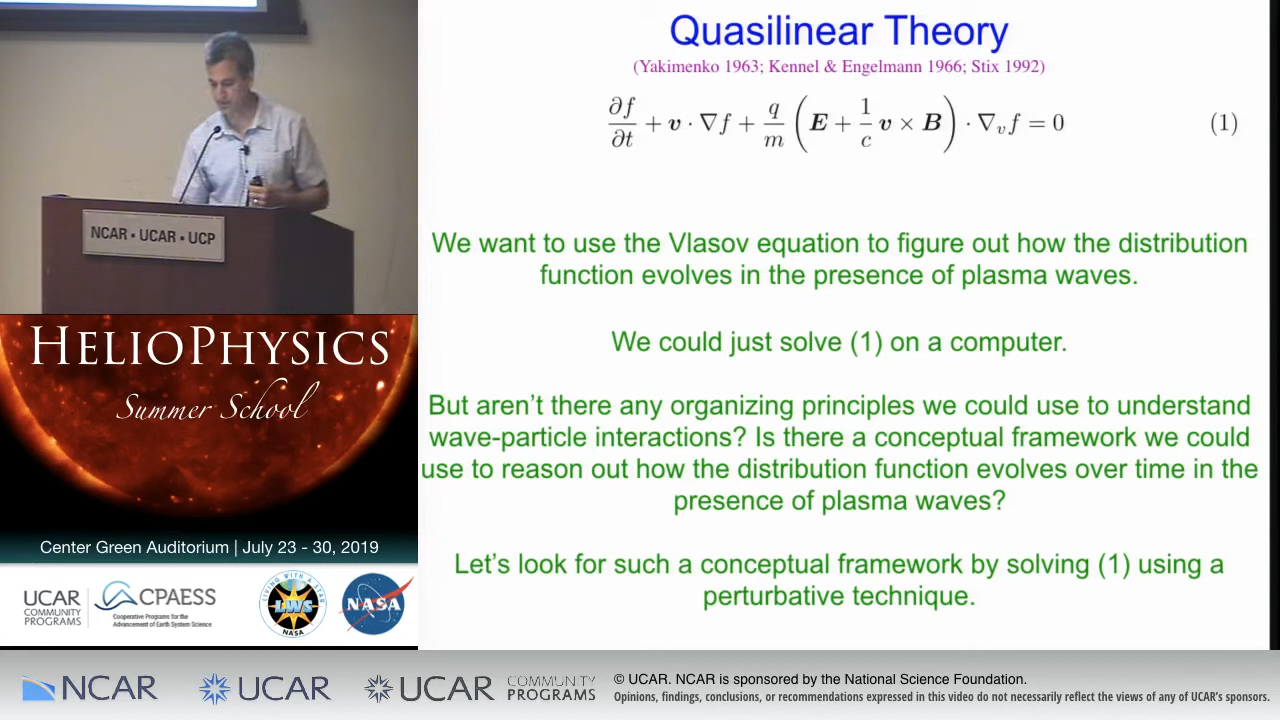 Quasilinear Theory
(Yakimenko 1963; Kennel & Engelmann 1966; Stix 1992)
∂f/∂t + v · ∇f + q/m (E + 1/c v × B) · ∇ᵥf = 0 (1)
We want to use the Vlasov equation to figure out how the distribution
function evolves in the presence of plasma waves.
We could just solve (1) on a computer.
But aren't there any organizing principles we could use to understand
wave-particle interactions? Is there a conceptual framework we could
use to reason out how the distribution function evolves over time in the
presence of plasma waves?
Let's look for such a conceptual framework by solving (1) using a
perturbative technique.
NCAR • UCAR • UCP
HELIOPHYSICS
Summer School
Center Green Auditorium | July 23 - 30, 2019
UCAR
COMMUNITY
PROGRAMS
CPAESS
Cooperative Programs for the
Advancement of Earth System Science
LIVING WITH A STAR
LWS
NASA
NASA
NCAR
UCAR
UCAR
COMMUNITY
PROGRAMS
© UCAR. NCAR is sponsored by the National Science Foundation.
Opinions, findings, conclusions, or recommendations expressed in this video do not necessarily reflect the views of any of UCAR's sponsors.